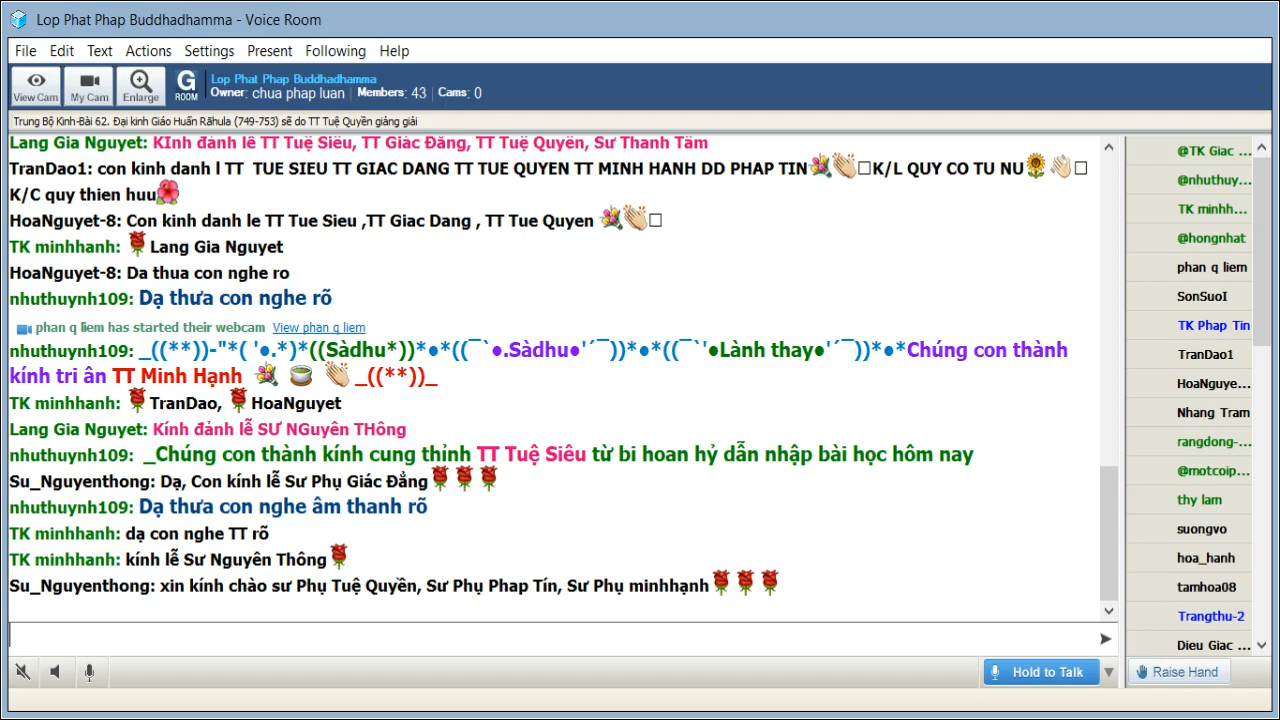 Lop Phat Phap Buddhadhamma - Voice Room
File Edit Text Actions Settings Present Following Help
View Cam My Cam Enlarge G ROOM
Lop Phat Phap Buddhadhamma
Owner: chua phap luan | Members: 43 | Cams: 0
Trung Bộ Kinh-Bài 62. Đại kinh Giáo Huấn Rāhula (749-753) sẽ do TT Tuệ Quyền giảng giải
Lang Gia Nguyet: KInh đảnh lễ TT Tuệ Siêu, TT Giác Đăng, TT Tuệ Quyền, Sư Thanh Tâm
TranDao1: con kinh danh l TT TUE SIEU TT GIAC DANG TT TUE QUYEN TT MINH HANH DD PHAP TIN K/L QUY CO TU NU
K/C quy thien huu
HoaNguyet-8: Con kinh danh le TT Tue Sieu ,TT Giac Dang , TT Tue Quyen
TK minhhanh: Lang Gia Nguyet
HoaNguyet-8: Da thua con nghe ro
nhuthuynh109: Dạ thưa con nghe rõ
phan q liem has started their webcam View phan q liem
nhuthuynh109: _((**))-"*( '●.*)*((Sàdhu*))*●*((¯`●.Sàdhu●'´¯))*●*((¯`'●Lành thay●'´¯))*●*Chúng con thành
kính tri ân TT Minh Hạnh _((**))_
TK minhhanh: TranDao, HoaNguyet
Lang Gia Nguyet: Kính đảnh lễ SƯ NGuyên THông
nhuthuynh109: _Chúng con thành kính cung thỉnh TT Tuệ Siêu từ bi hoan hỷ dẫn nhập bài học hôm nay
Su_Nguyenthong: Dạ, Con kính lễ Sư Phụ Giác Đẳng
nhuthuynh109: Dạ thưa con nghe âm thanh rõ
TK minhhanh: dạ con nghe TT rõ
TK minhhanh: kính lễ Sư Nguyên Thông
Su_Nguyenthong: xin kính chào sư Phụ Tuệ Quyền, Sư Phụ Phap Tín, Sư Phụ minhhạnh
Hold to Talk
@TK Giac ...
@nhuthuy...
TK minhh...
@hongnhat
phan q liem
SonSuoI
TK Phap Tin
TranDao1
HoaNguye...
Nhang Tram
rangdong-...
@motcoip...
thy lam
suongvo
hoa_hanh
tamhoa08
Trangthu-2
Dieu Giac ...
Raise Hand